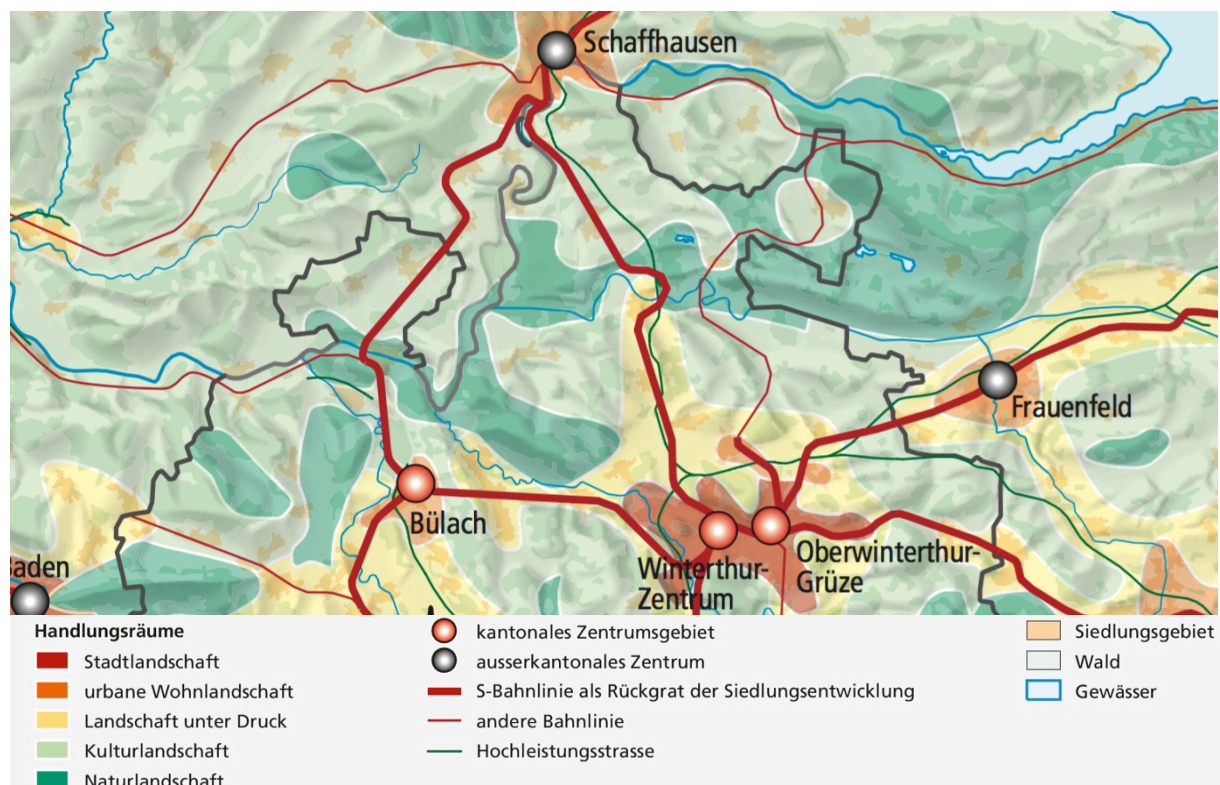 Schaffhausen
Frauenfeld
Bülach
Oberwinterthur-
Grüze
Winterthur-
Zentrum
Handlungsräume
Stadtlandschaft
urbane Wohnlandschaft
Landschaft unter Druck
Kulturlandschaft
Naturlandschaft
kantonales Zentrumsgebiet
ausserkantonales Zentrum
S-Bahnlinie als Rückgrat der Siedlungsentwicklung
andere Bahnlinie
Hochleistungsstrasse
Siedlungsgebiet
Wald
Gewässer